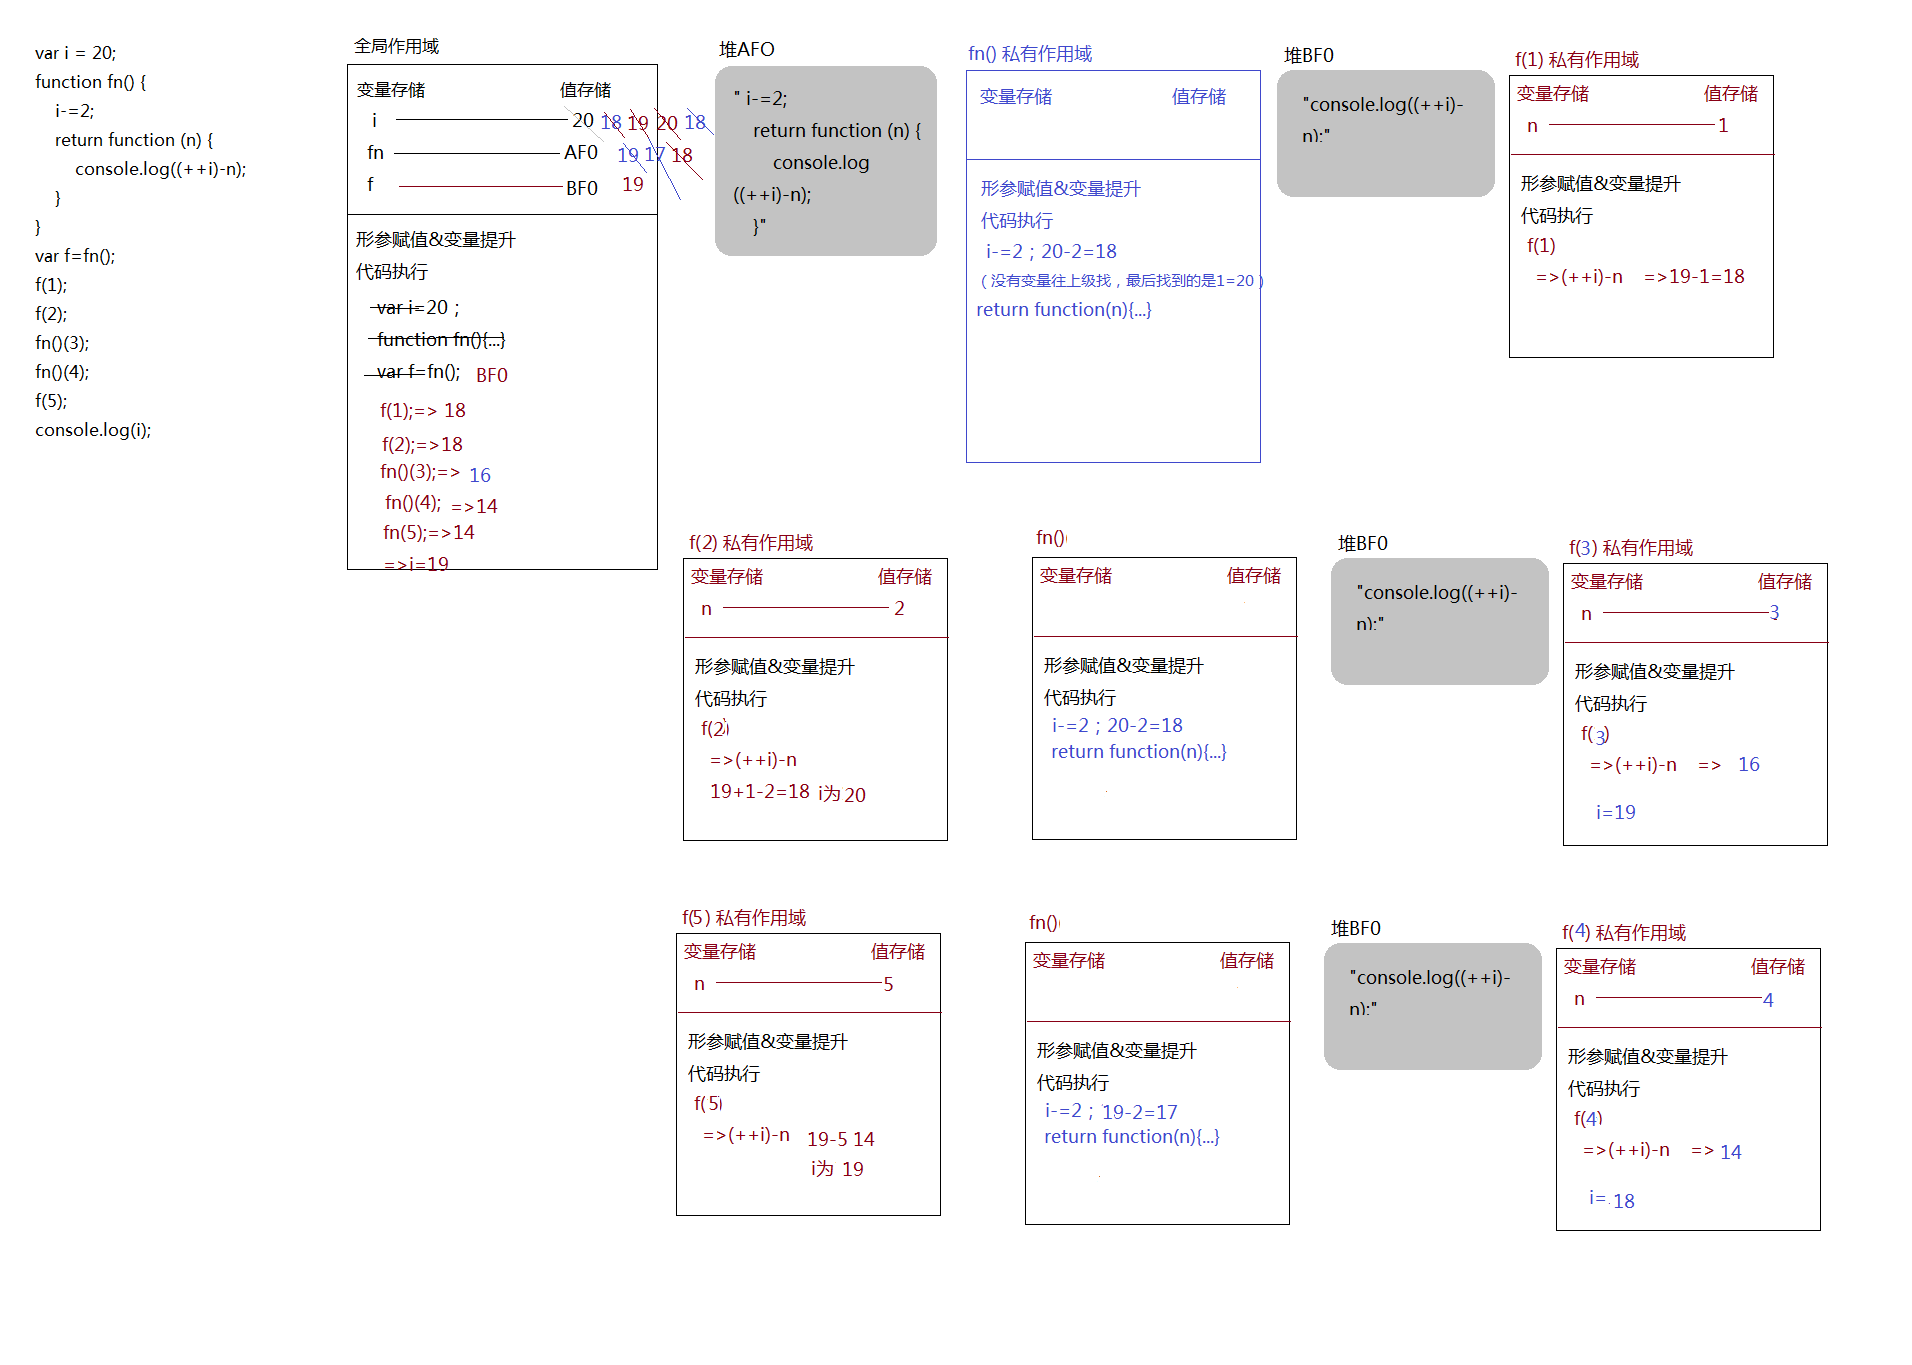 var i = 20;
function fn() {
i-=2;
return function (n) {
console.log((++i)-n);
}
}
var f=fn();
f(1);
f(2);
fn()(3);
fn()(4);
f(5);
console.log(i);
全局作用域
变量存储 值存储
i 20 18 19 20 18
fn AF0 19 17 18
f BF0 19
形参赋值&变量提升
代码执行
var i=20；
function fn(){...}
var f=fn(); BF0
f(1);=> 18
f(2);=>18
fn()(3);=> 16
fn()(4); =>14
fn(5);=>14
=>i=19
堆AFO
" i-=2;
return function (n) {
console.log
((++i)-n);
}"
fn() 私有作用域
变量存储 值存储
形参赋值&变量提升
代码执行
i-=2；20-2=18
（没有变量往上级找，最后找到的是1=20）
return function(n){...}
堆BF0
"console.log((++i)-
n);"
f(1) 私有作用域
变量存储 值存储
n 1
形参赋值&变量提升
代码执行
f(1)
=>(++i)-n =>19-1=18
f(2) 私有作用域
变量存储 值存储
n 2
形参赋值&变量提升
代码执行
f(2)
=>(++i)-n
19+1-2=18 i为 20
fn()
变量存储 值存储
形参赋值&变量提升
代码执行
i-=2；20-2=18
return function(n){...}
堆BF0
"console.log((++i)-
n);"
f(3) 私有作用域
变量存储 值存储
n 3
形参赋值&变量提升
代码执行
f(3)
=>(++i)-n => 16
i=19
f(5) 私有作用域
变量存储 值存储
n 5
形参赋值&变量提升
代码执行
f(5)
=>(++i)-n 19-5 14
i为 19
fn()
变量存储 值存储
形参赋值&变量提升
代码执行
i-=2；19-2=17
return function(n){...}
堆BF0
"console.log((++i)-
n);"
f(4) 私有作用域
变量存储 值存储
n 4
形参赋值&变量提升
代码执行
f(4)
=>(++i)-n => 14
i= 18